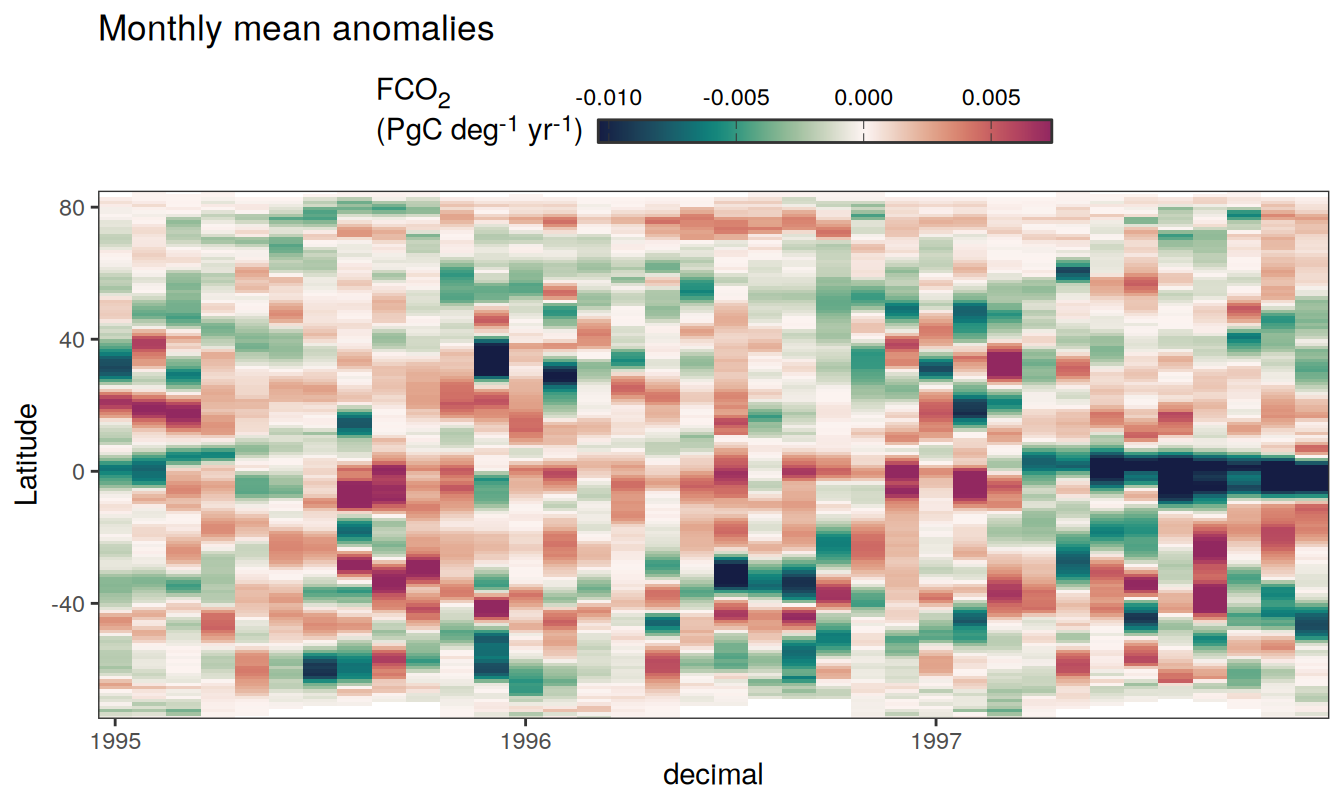 Monthly mean anomalies
FCO₂
(PgC deg⁻¹ yr⁻¹)
-0.010 -0.005 0.000 0.005
Latitude
80
40
0
-40
1995 1996 1997
decimal